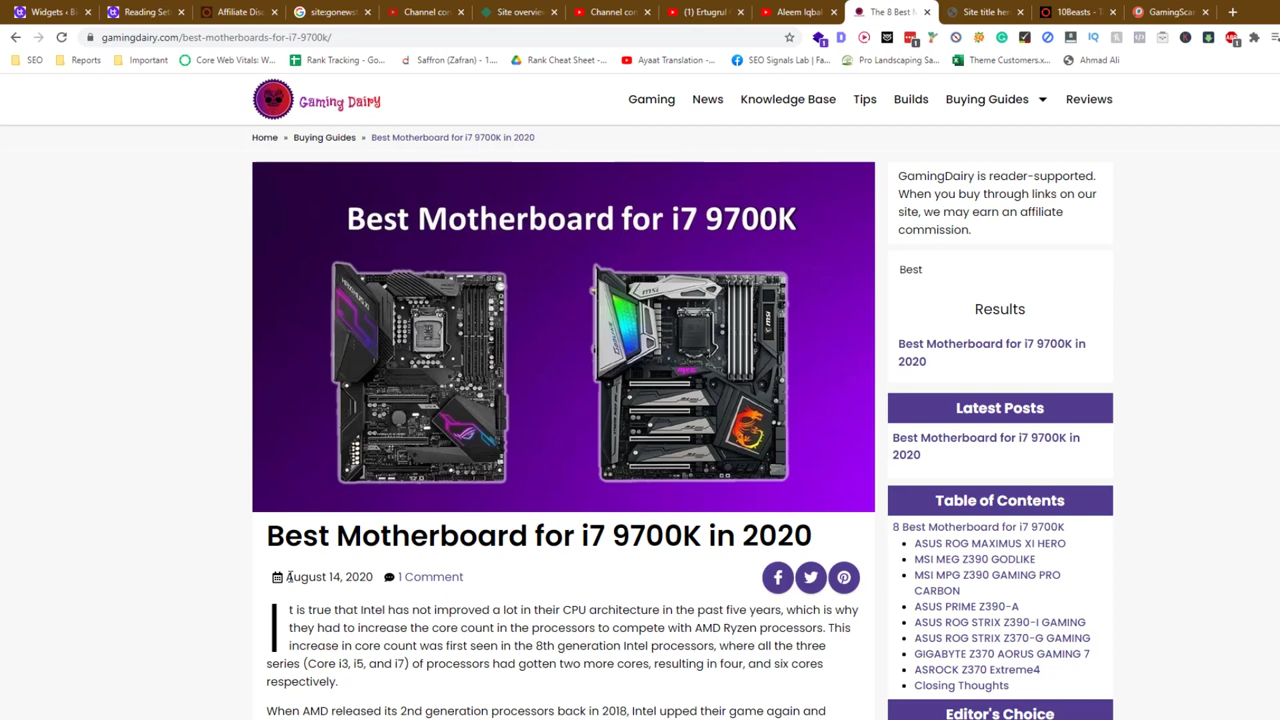 Widgets ‹ B
Reading Set
Affiliate Disc
site:gonewst
Channel con
Site overview
Channel cont
(1) Ertugrul
Aleem Iqbal
The 8 Best M
Site title her
10Beasts - T
GamingScan
gamingdairy.com/best-motherboards-for-i7-9700k/
SEO
Reports
Important
Core Web Vitals: W...
Rank Tracking - Go...
Saffron (Zafran) - 1....
Rank Cheat Sheet -...
Ayaat Translation -...
SEO Signals Lab | Fa...
Pro Landscaping Sa...
Theme Customers.x...
Ahmad Ali
Gaming Dairy
Gaming
News
Knowledge Base
Tips
Builds
Buying Guides
Reviews
Home » Buying Guides » Best Motherboard for i7 9700K in 2020
Best Motherboard for i7 9700K
Best Motherboard for i7 9700K in 2020
August 14, 2020
1 Comment
It is true that Intel has not improved a lot in their CPU architecture in the past five years, which is why
they had to increase the core count in the processors to compete with AMD Ryzen processors. This
increase in core count was first seen in the 8th generation Intel processors, where all the three
series (Core i3, i5, and i7) of processors had gotten two more cores, resulting in four, and six cores
respectively.
When AMD released its 2nd generation processors back in 2018, Intel upped their game again and
GamingDairy is reader-supported.
When you buy through links on our
site, we may earn an affiliate
commission.
Best
Results
Best Motherboard for i7 9700K in
2020
Latest Posts
Best Motherboard for i7 9700K in
2020
Table of Contents
8 Best Motherboard for i7 9700K
ASUS ROG MAXIMUS XI HERO
MSI MEG Z390 GODLIKE
MSI MPG Z390 GAMING PRO
CARBON
ASUS PRIME Z390-A
ASUS ROG STRIX Z390-I GAMING
ASUS ROG STRIX Z370-G GAMING
GIGABYTE Z370 AORUS GAMING 7
ASROCK Z370 Extreme4
Closing Thoughts
Editor's Choice